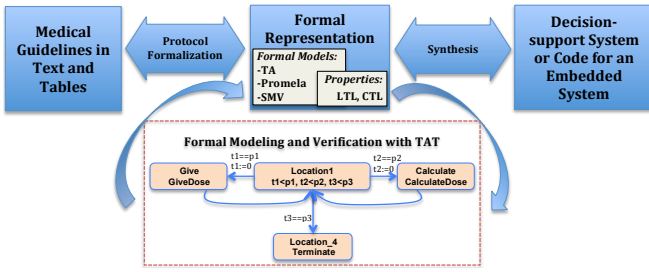 Medical
Guidelines in
Text and
Tables
Protocol
Formalization
Formal
Representation
Formal Models:
-TA
-Promela
-SMV
Properties:
LTL, CTL
Synthesis
Decision-
support System
or Code for an
Embedded
System
Formal Modeling and Verification with TAT
Give
GiveDose
t1==p1
t1:=0
Location1
t1<p1, t2<p2, t3<p3
t2==p2
t2:=0
Calculate
CalculateDose
t3==p3
Location_4
Terminate